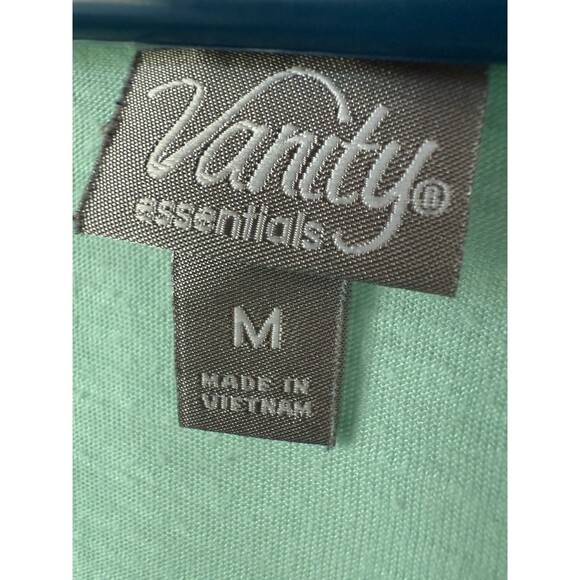 Vanity®
essentials
M
MADE IN
VIETNAM